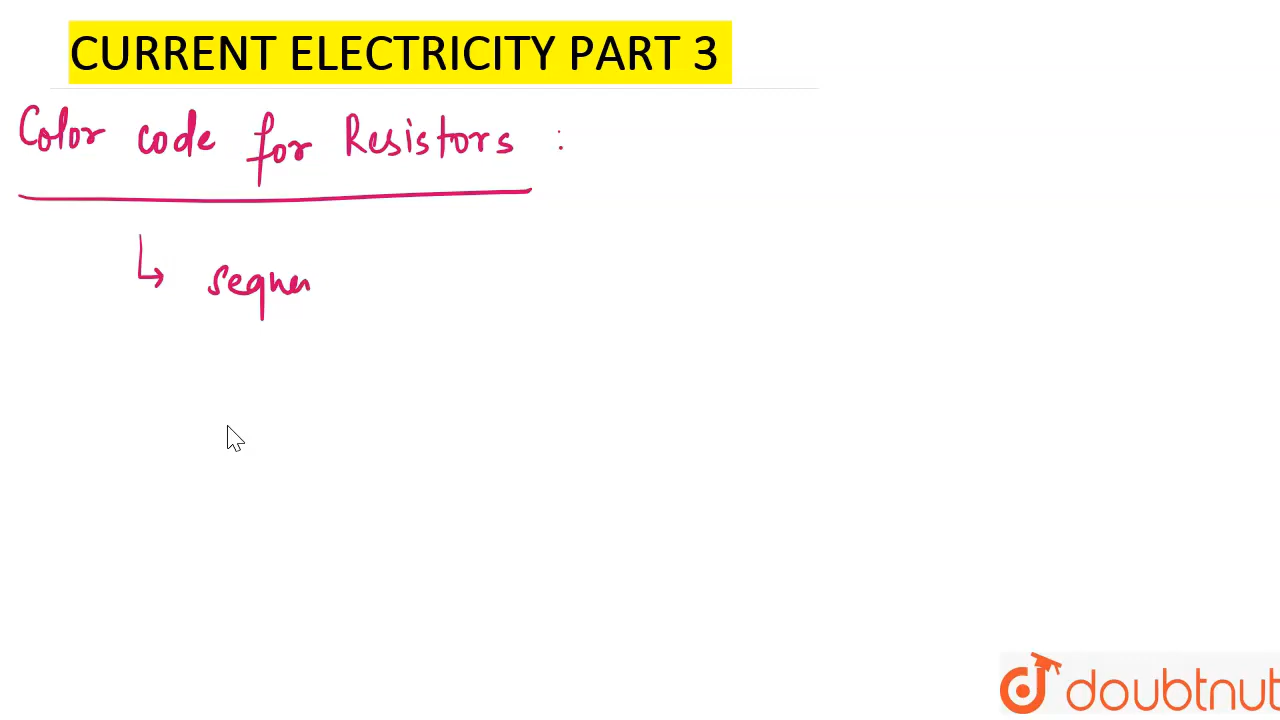 CURRENT ELECTRICITY PART 3
Color code for Resistors :
↳ sequen
doubtnut